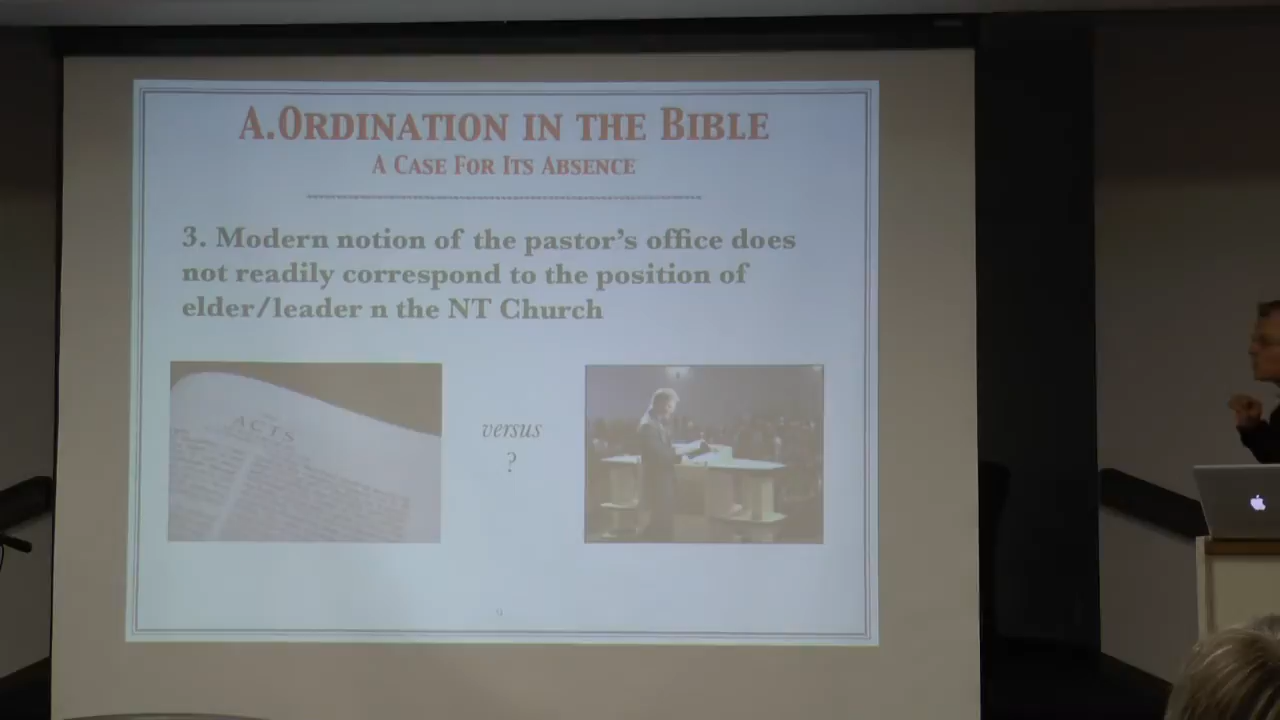 A.ORDINATION IN THE BIBLE
A CASE FOR ITS ABSENCE
3. Modern notion of the pastor's office does
not readily correspond to the position of
elder/leader n the NT Church
ACTS
versus
?
9